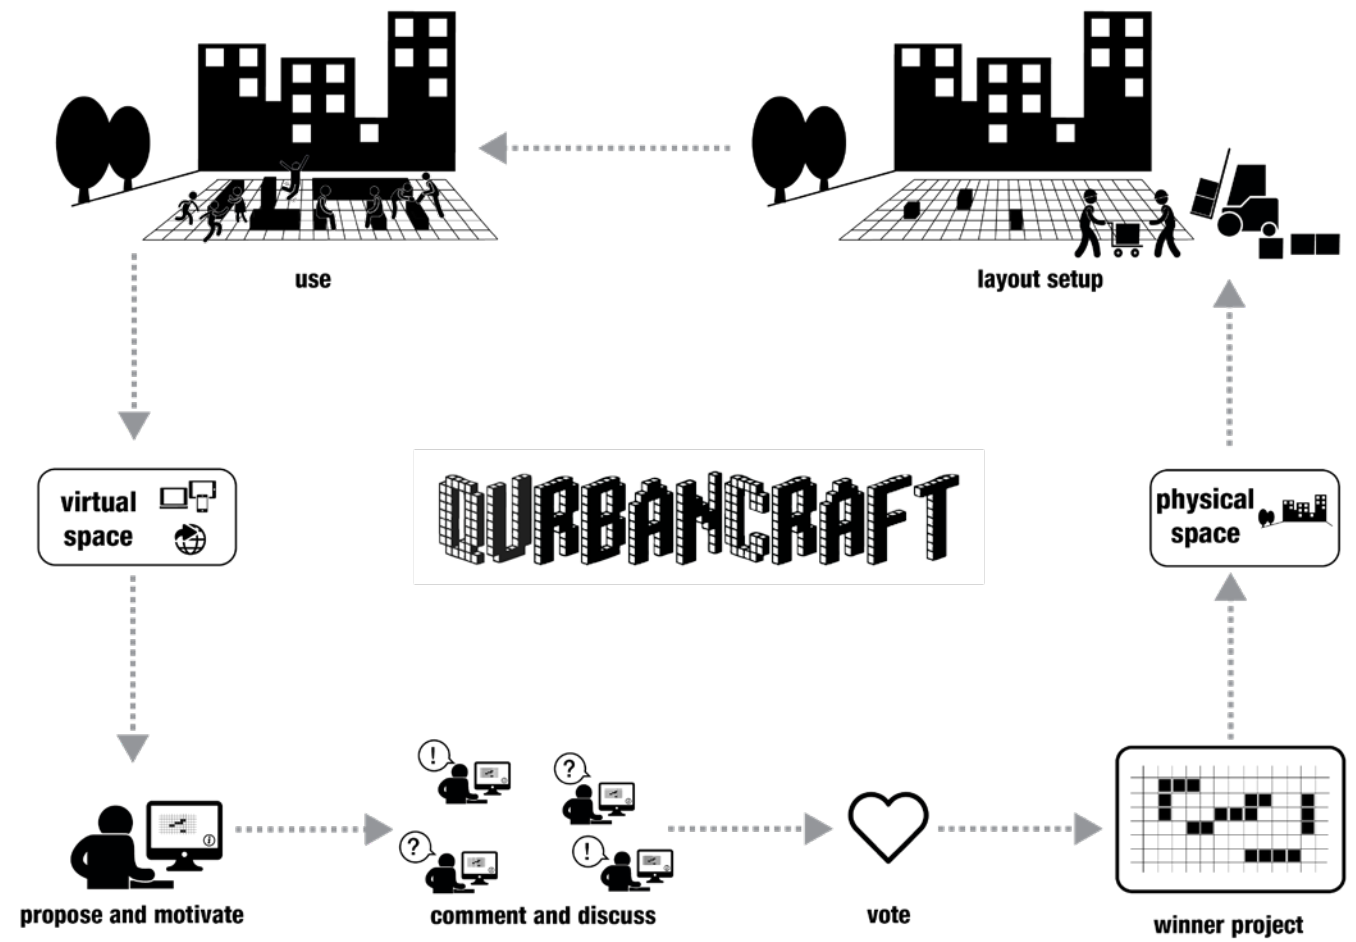 use
layout setup
virtual
space
QURBANCRAFT
physical
space
!
?
?
!
i
propose and motivate
comment and discuss
vote
winner project